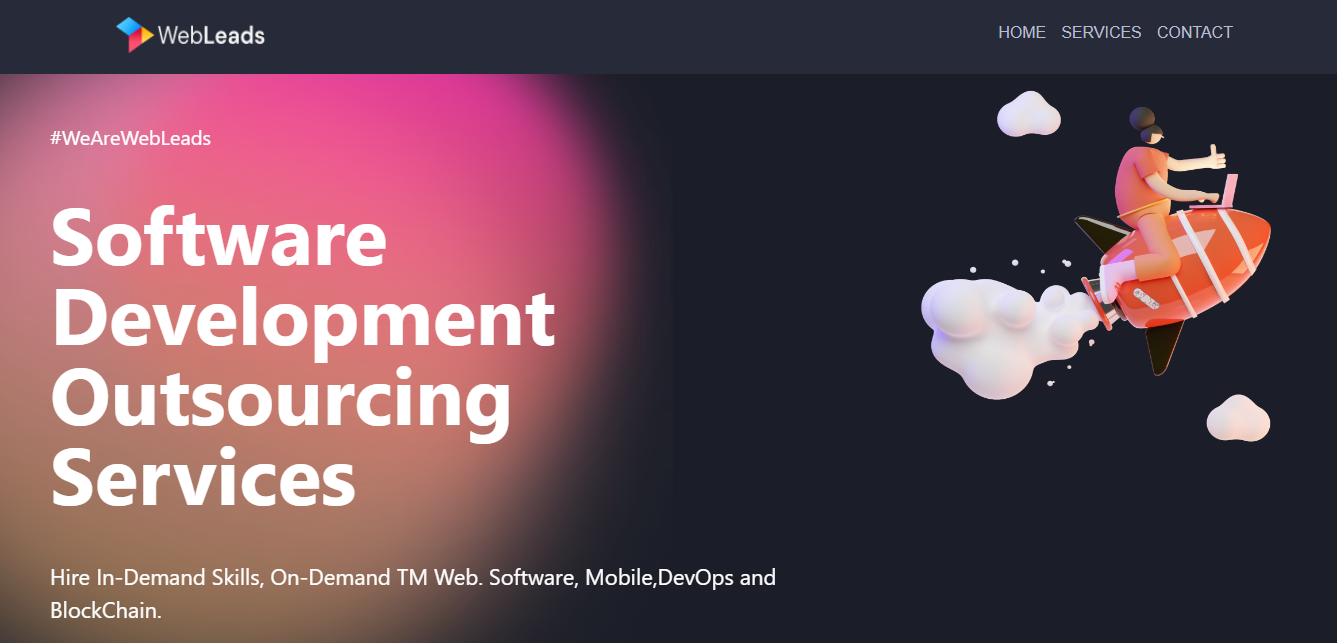 WebLeads
HOME SERVICES CONTACT
#WeAreWebLeads
Software
Development
Outsourcing
Services
Hire In-Demand Skills, On-Demand TM Web. Software, Mobile,DevOps and
BlockChain.